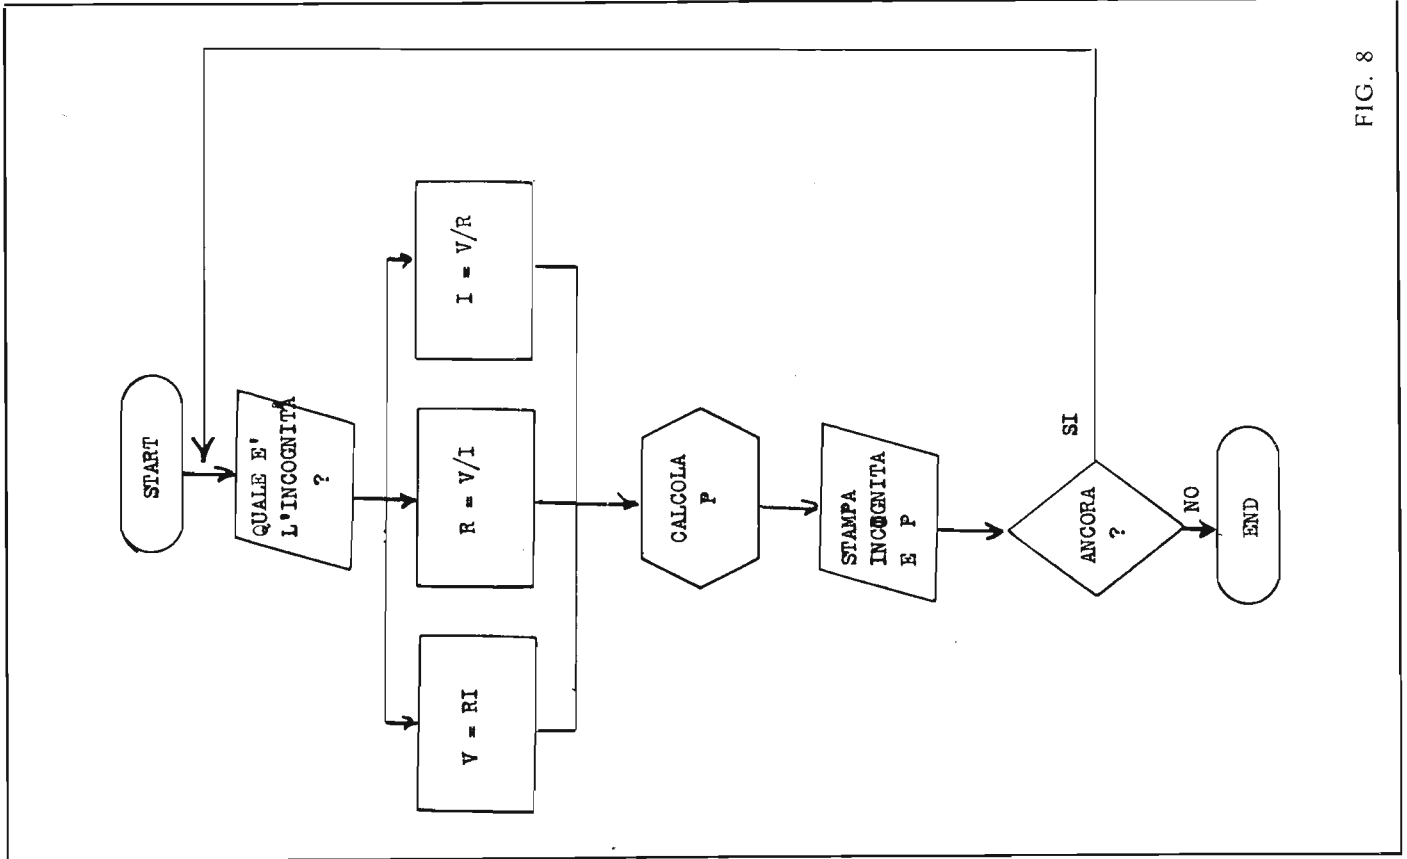 START
QUALE E'
L'INCOGNITA
?
V = RI
R = V/I
I = V/R
CALCOLA
P
STAMPA
INCOGNITA
E P
ANCORA
?
SI
NO
END
FIG. 8